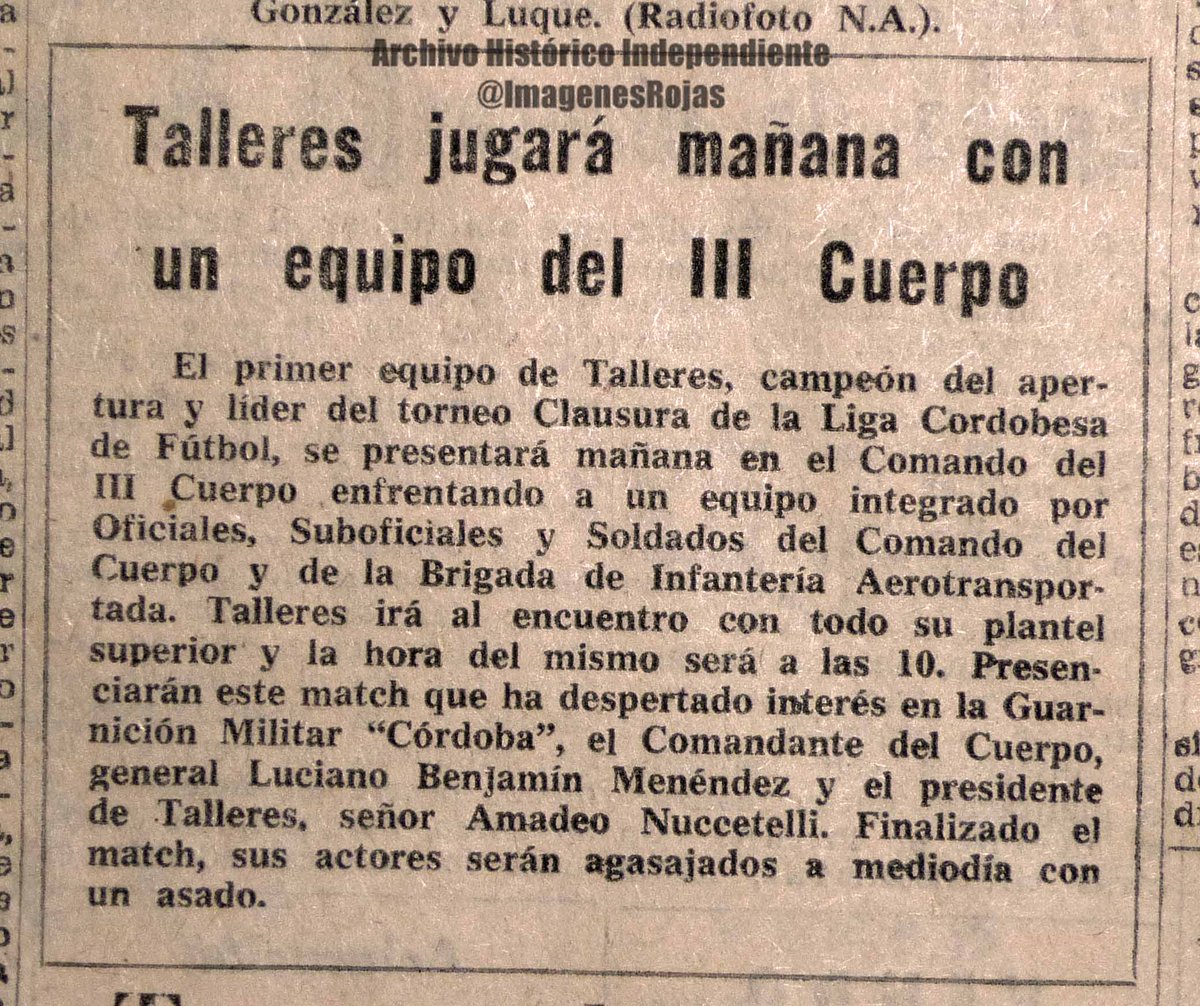 González y Luque. (Radiofoto N.A.).
Archivo Histórico Independiente
@ImagenesRojas
Talleres jugará mañana con
un equipo del III Cuerpo
El primer equipo de Talleres, campeón del aper-
tura y líder del torneo Clausura de la Liga Cordobesa
de Fútbol, se presentará mañana en el Comando del
III Cuerpo enfrentando a un equipo integrado por
Oficiales, Suboficiales y Soldados del Comando del
Cuerpo y de la Brigada de Infantería Aerotranspor-
tada. Talleres irá al encuentro con todo su plantel
superior y la hora del mismo será a las 10. Presen-
ciarán este match que ha despertado interés en la Guar-
nición Militar “Córdoba”, el Comandante del Cuerpo,
general Luciano Benjamín Menéndez y el presidente
de Talleres, señor Amadeo Nuccetelli. Finalizado el
match, sus actores serán agasajados a mediodía con
un asado.